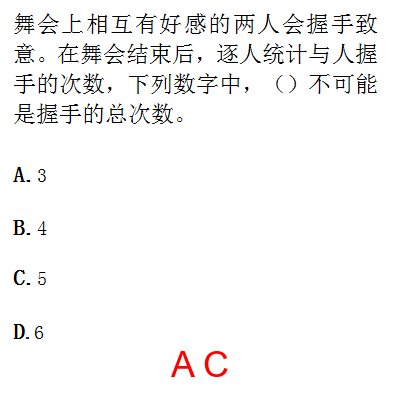 舞会上相互有好感的两人会握手致
意。在舞会结束后，逐人统计与人握
手的次数，下列数字中，（）不可能
是握手的总次数。
A. 3
B. 4
C. 5
D.6
A C